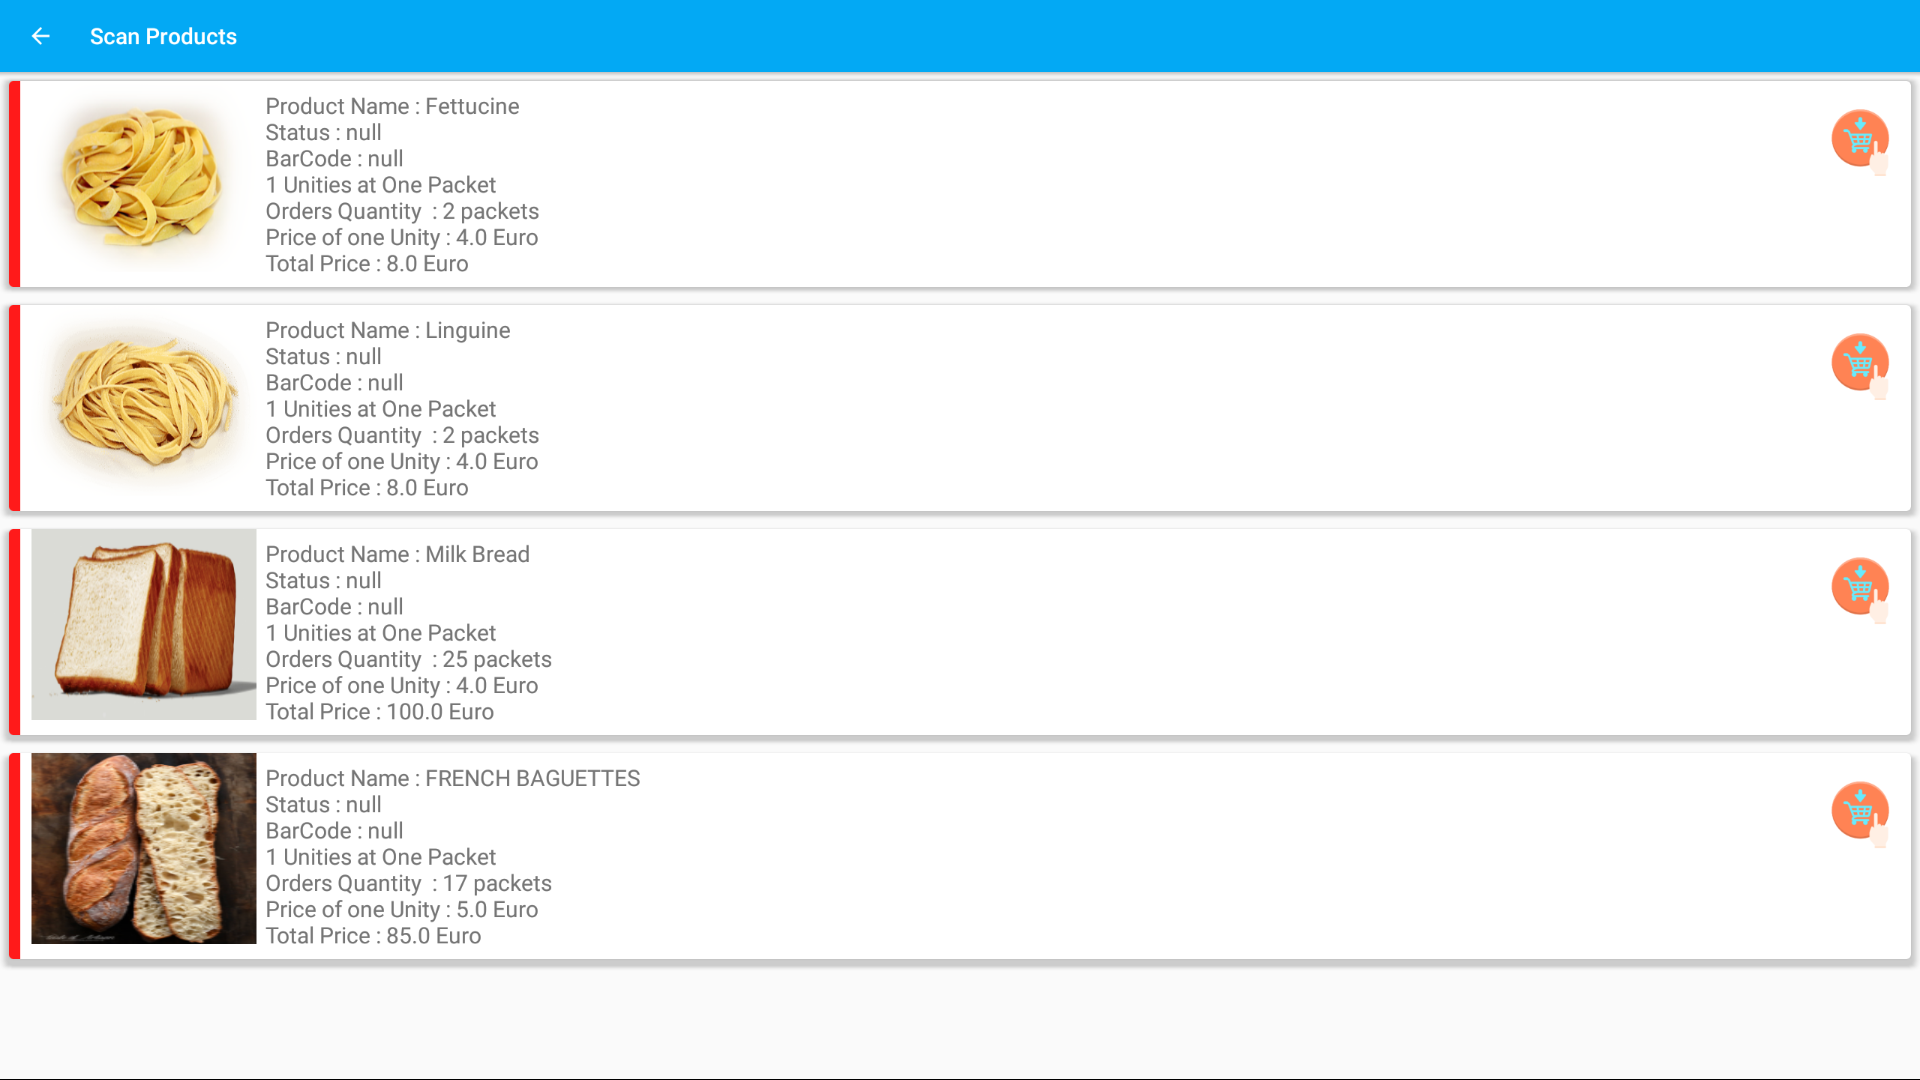 Scan Products
Product Name : Fettucine
Status : null
BarCode : null
1 Unities at One Packet
Orders Quantity  : 2 packets
Price of one Unity : 4.0 Euro
Total Price : 8.0 Euro
Product Name : Linguine
Status : null
BarCode : null
1 Unities at One Packet
Orders Quantity  : 2 packets
Price of one Unity : 4.0 Euro
Total Price : 8.0 Euro
Product Name : Milk Bread
Status : null
BarCode : null
1 Unities at One Packet
Orders Quantity  : 25 packets
Price of one Unity : 4.0 Euro
Total Price : 100.0 Euro
Product Name : FRENCH BAGUETTES
Status : null
BarCode : null
1 Unities at One Packet
Orders Quantity  : 17 packets
Price of one Unity : 5.0 Euro
Total Price : 85.0 Euro